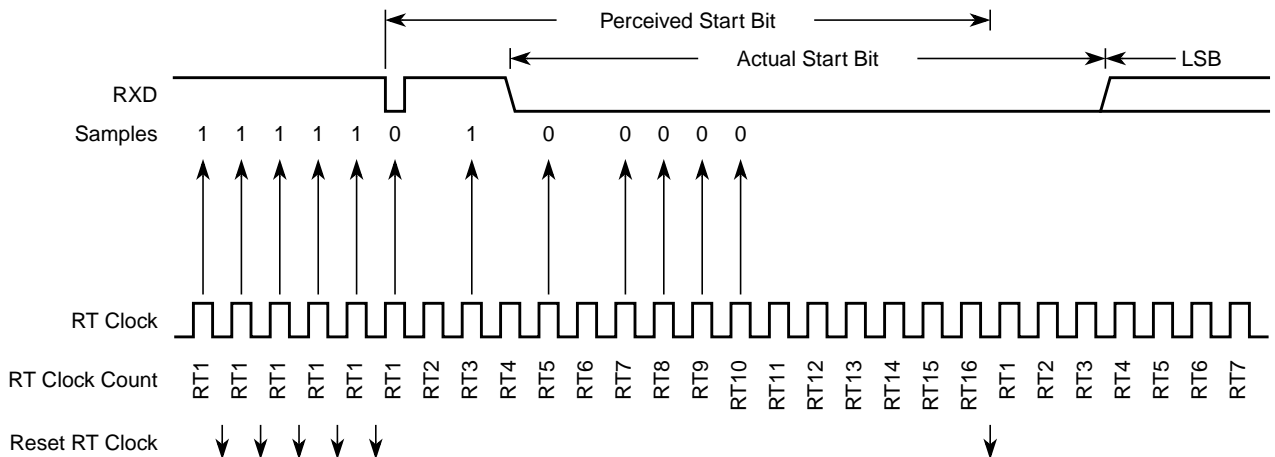 Perceived Start Bit
Actual Start Bit LSB
RXD
Samples 1 1 1 1 1 0 1 0 0 0 0 0
RT Clock
RT Clock Count RT1 RT1 RT1 RT1 RT1 RT1 RT2 RT3 RT4 RT5 RT6 RT7 RT8 RT9 RT10 RT11 RT12 RT13 RT14 RT15 RT16 RT1 RT2 RT3 RT4 RT5 RT6 RT7
Reset RT Clock